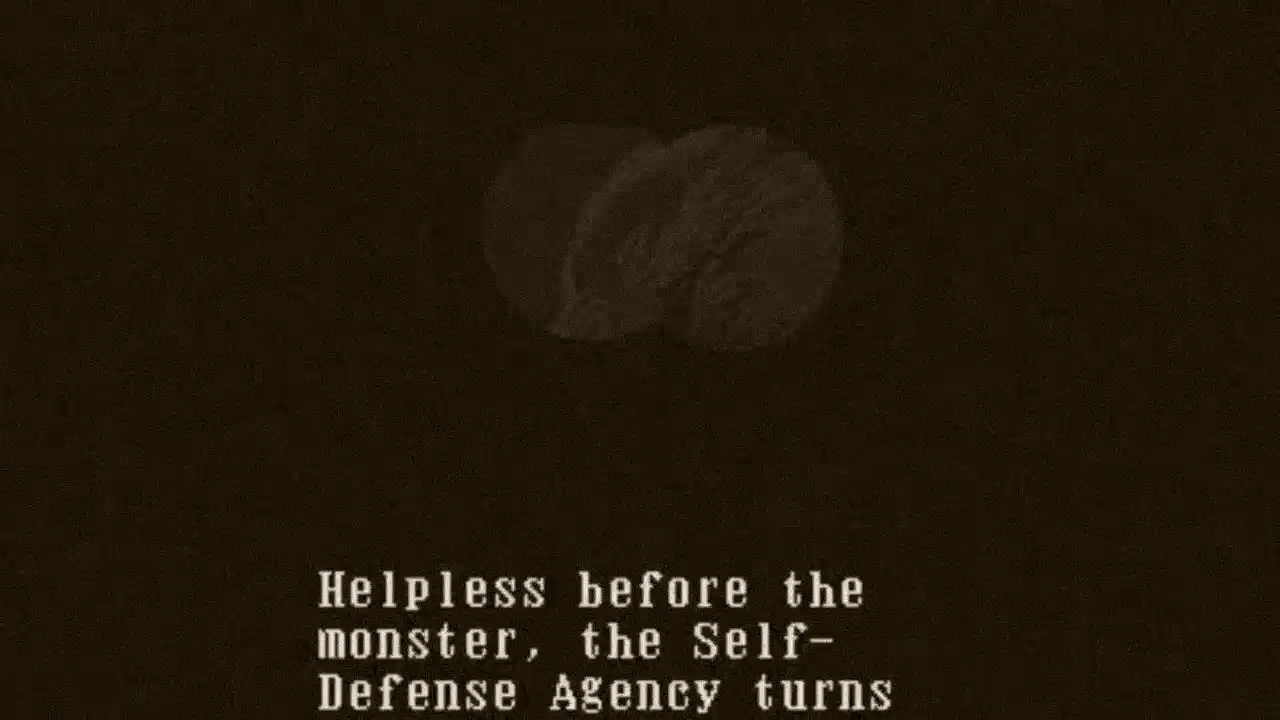 Helpless before the
monster, the Self-
Defense Agency turns